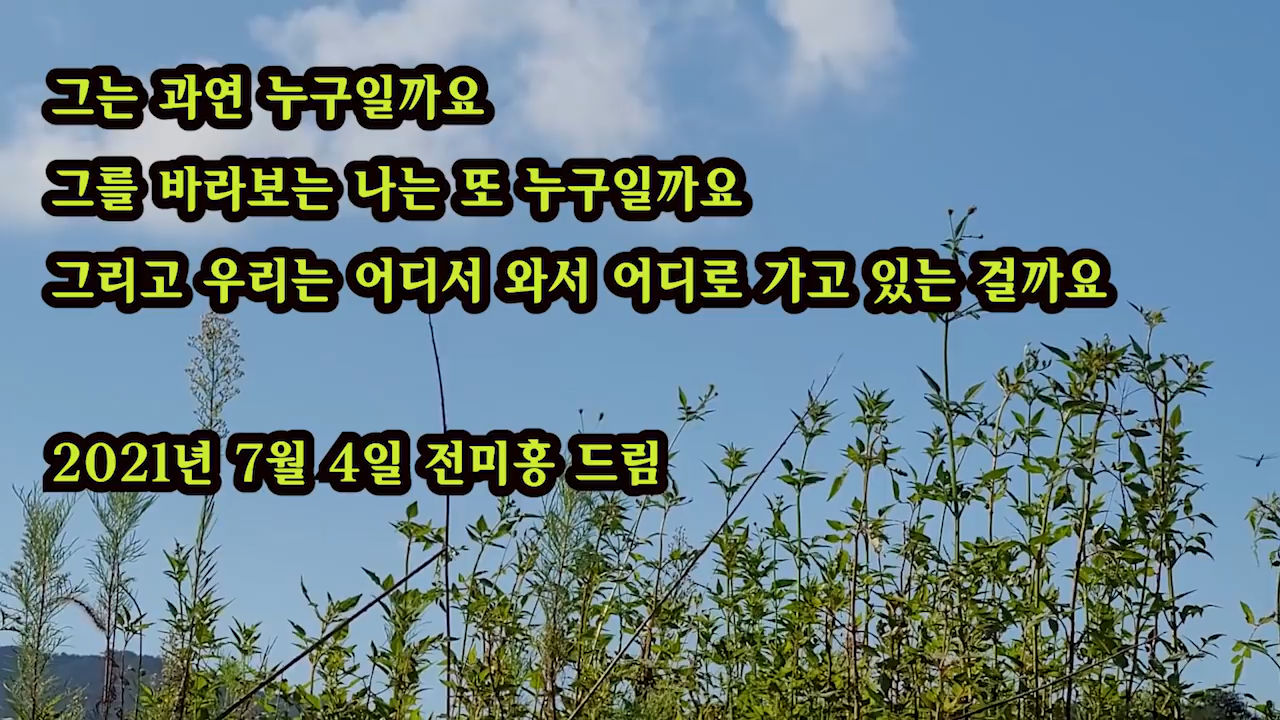 그는 과연 누구일까요
그를 바라보는 나는 또 누구일까요
그리고 우리는 어디서 와서 어디로 가고 있는 걸까요
2021년 7월 4일 전미홍 드림